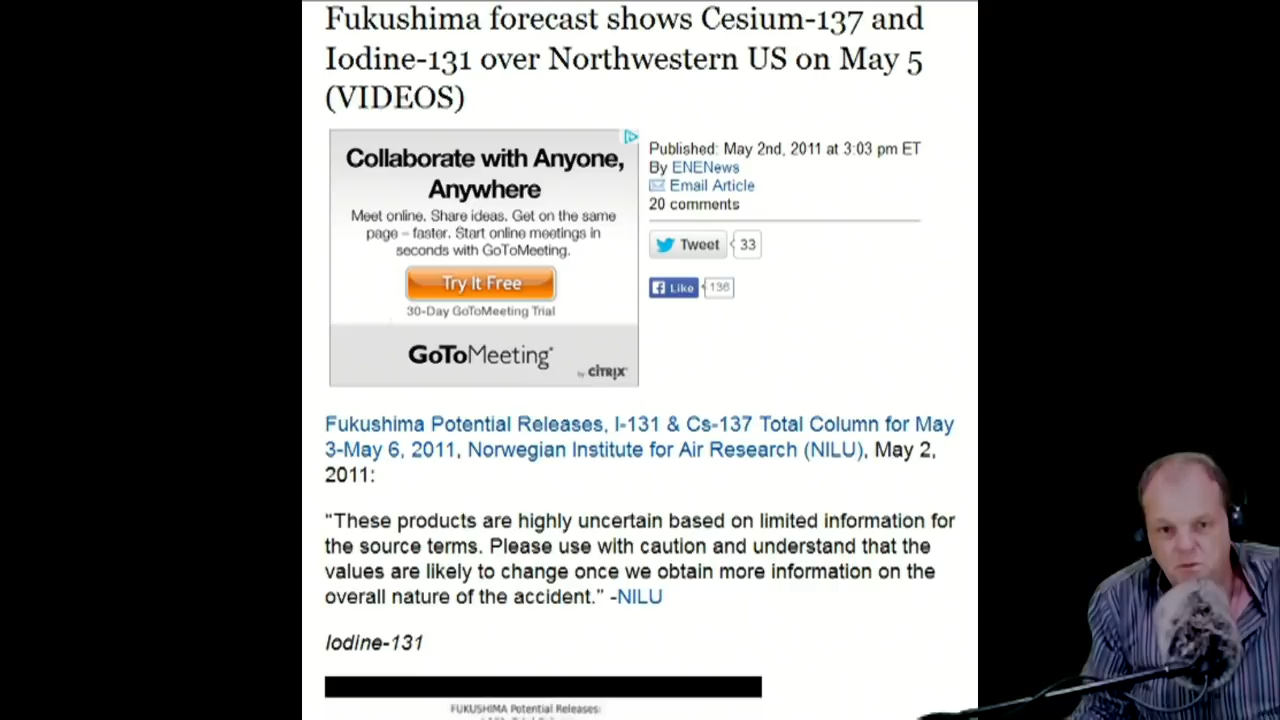 Fukushima forecast shows Cesium-137 and
Iodine-131 over Northwestern US on May 5
(VIDEOS)
Collaborate with Anyone,
Anywhere
Meet online. Share ideas. Get on the same
page – faster. Start online meetings in
seconds with GoToMeeting.
Try It Free
30-Day GoToMeeting Trial
GoToMeeting
by CITRIX
Published: May 2nd, 2011 at 3:03 pm ET
By ENENews
Email Article
20 comments
Tweet 33
Like 136
Fukushima Potential Releases, I-131 & Cs-137 Total Column for May
3-May 6, 2011, Norwegian Institute for Air Research (NILU), May 2,
2011:
“These products are highly uncertain based on limited information for
the source terms. Please use with caution and understand that the
values are likely to change once we obtain more information on the
overall nature of the accident.” -NILU
Iodine-131
FUKUSHIMA Potential Releases: